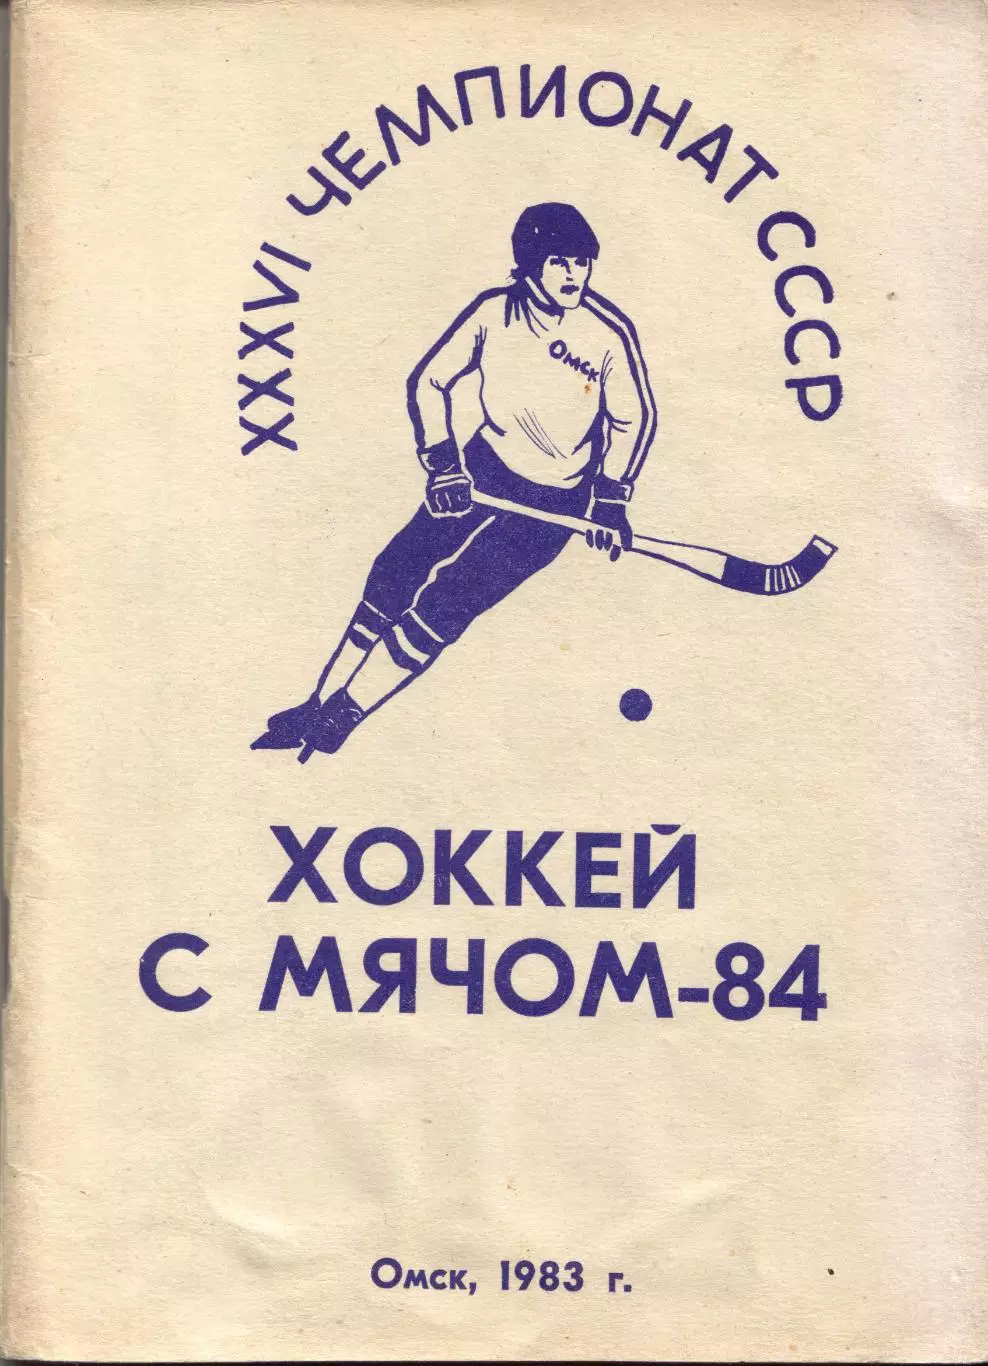 XXXVI ЧЕМПИОНАТ СССР
Омск
ХОККЕЙ
С МЯЧОМ-84
Омск, 1983 г.